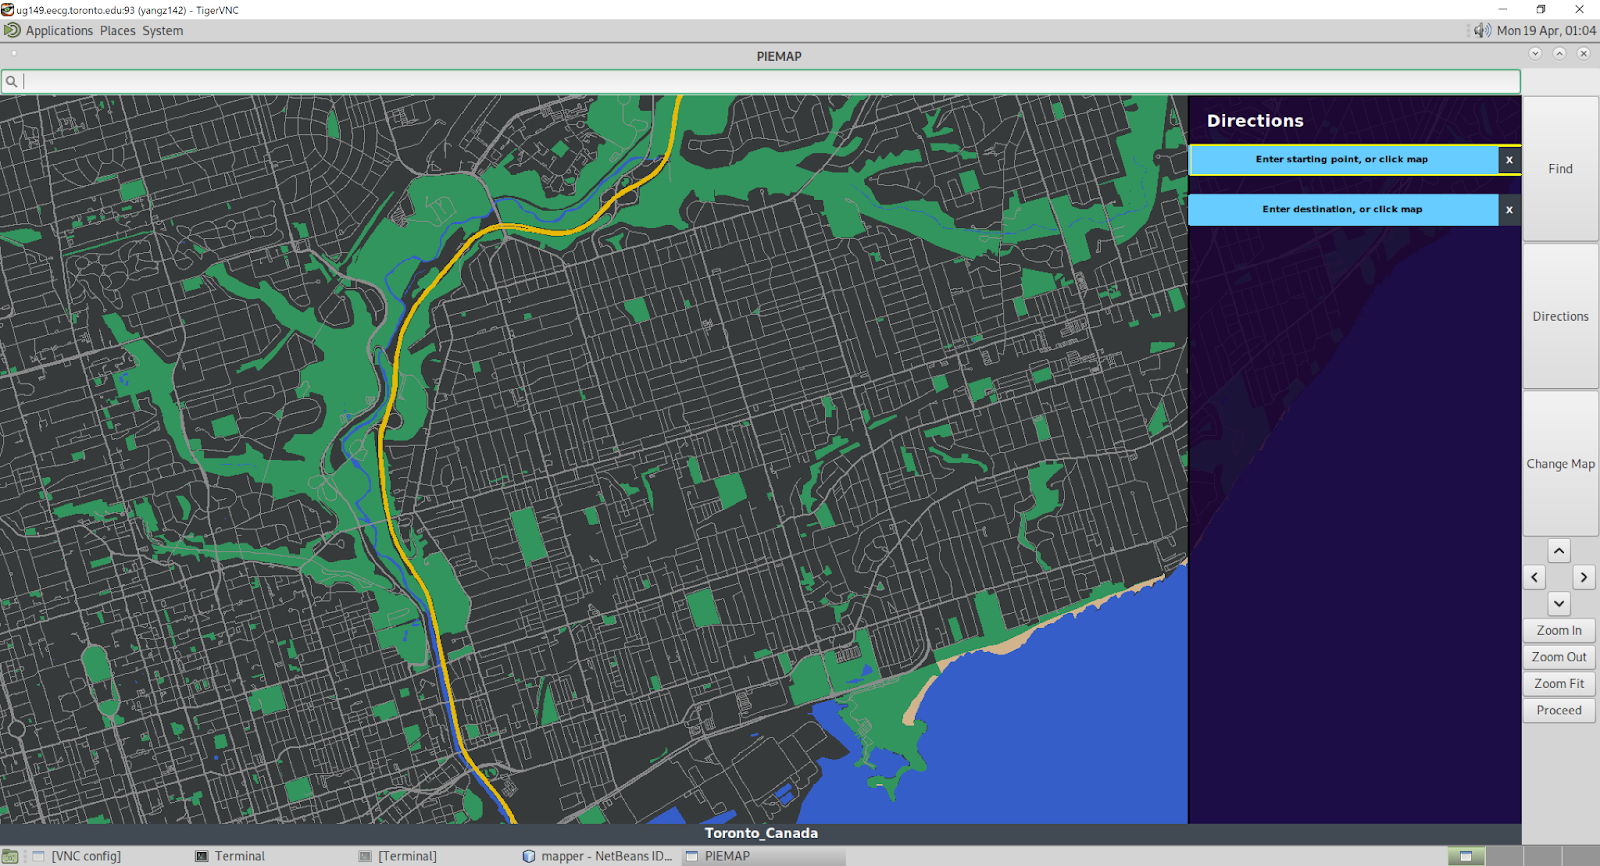 ug149.eecg.toronto.edu:93 (yangz142) - TigerVNC
Applications Places System
Mon 19 Apr, 01:04
PIEMAP
Directions
Enter starting point, or click map x
Enter destination, or click map x
Find
Directions
Change Map
Zoom In
Zoom Out
Zoom Fit
Proceed
Toronto_Canada
[VNC config] Terminal [Terminal] mapper - NetBeans ID... PIEMAP